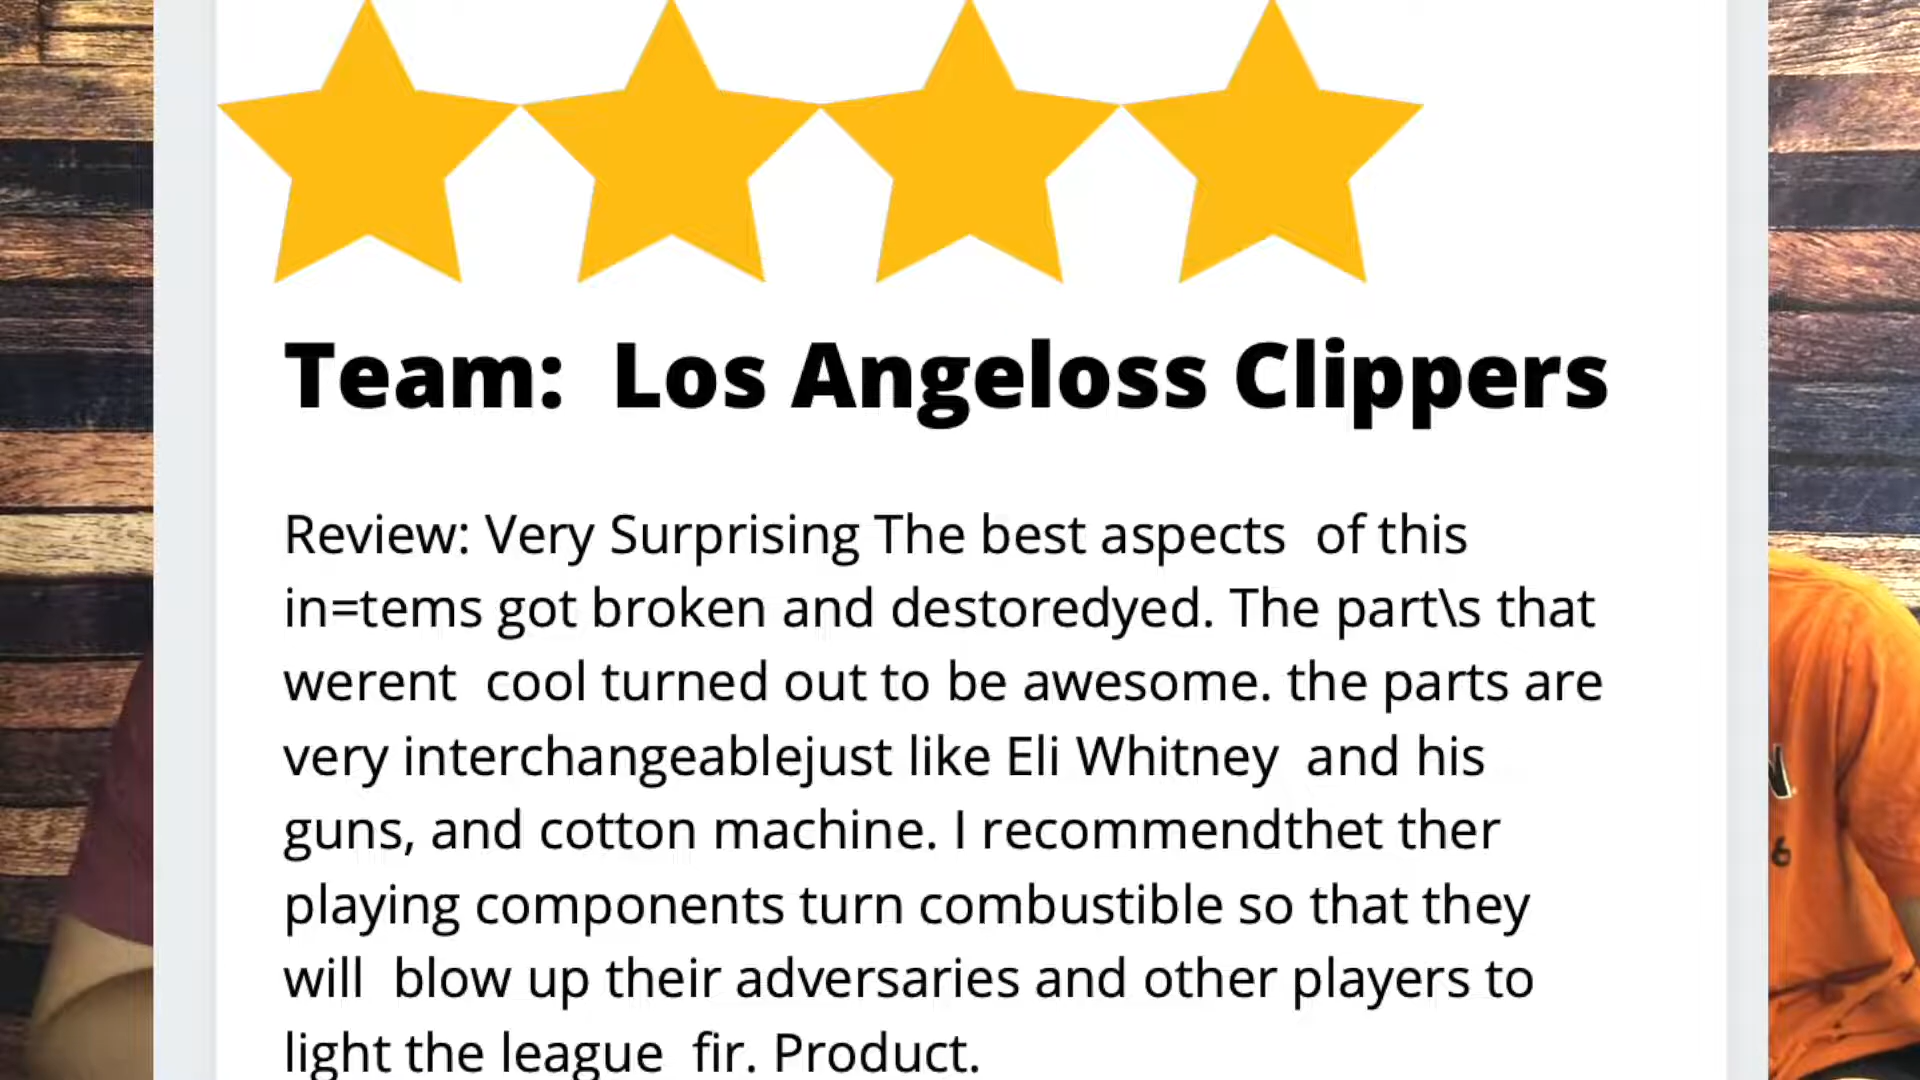 Team:  Los Angeloss Clippers
Review: Very Surprising The best aspects  of this
in=tems got broken and destoredyed. The part\s that
werent  cool turned out to be awesome. the parts are
very interchangeablejust like Eli Whitney  and his
guns, and cotton machine. I recommendthet ther
playing components turn combustible so that they
will  blow up their adversaries and other players to
light the league  fir. Product.
6